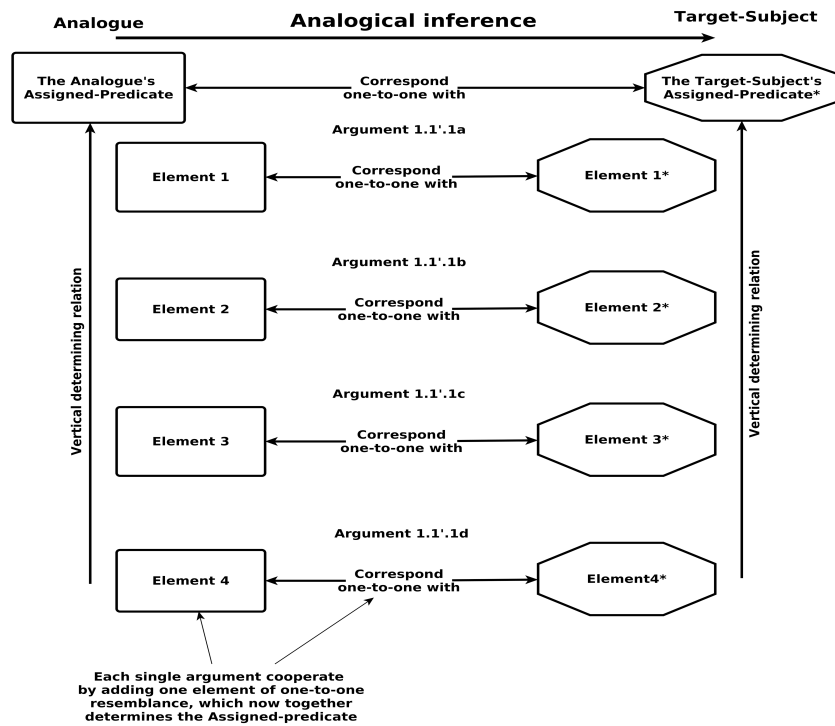 Analogue
Analogical inference
Target-Subject
The Analogue's
Assigned-Predicate
Correspond
one-to-one with
The Target-Subject's
Assigned-Predicate*
Argument 1.1'.1a
Element 1
Correspond
one-to-one with
Element 1*
Argument 1.1'.1b
Element 2
Correspond
one-to-one with
Element 2*
Vertical determining relation
Vertical determining relation
Argument 1.1'.1c
Element 3
Correspond
one-to-one with
Element 3*
Argument 1.1'.1d
Element 4
Correspond
one-to-one with
Element4*
Each single argument cooperate
by adding one element of one-to-one
resemblance, which now together
determines the Assigned-predicate